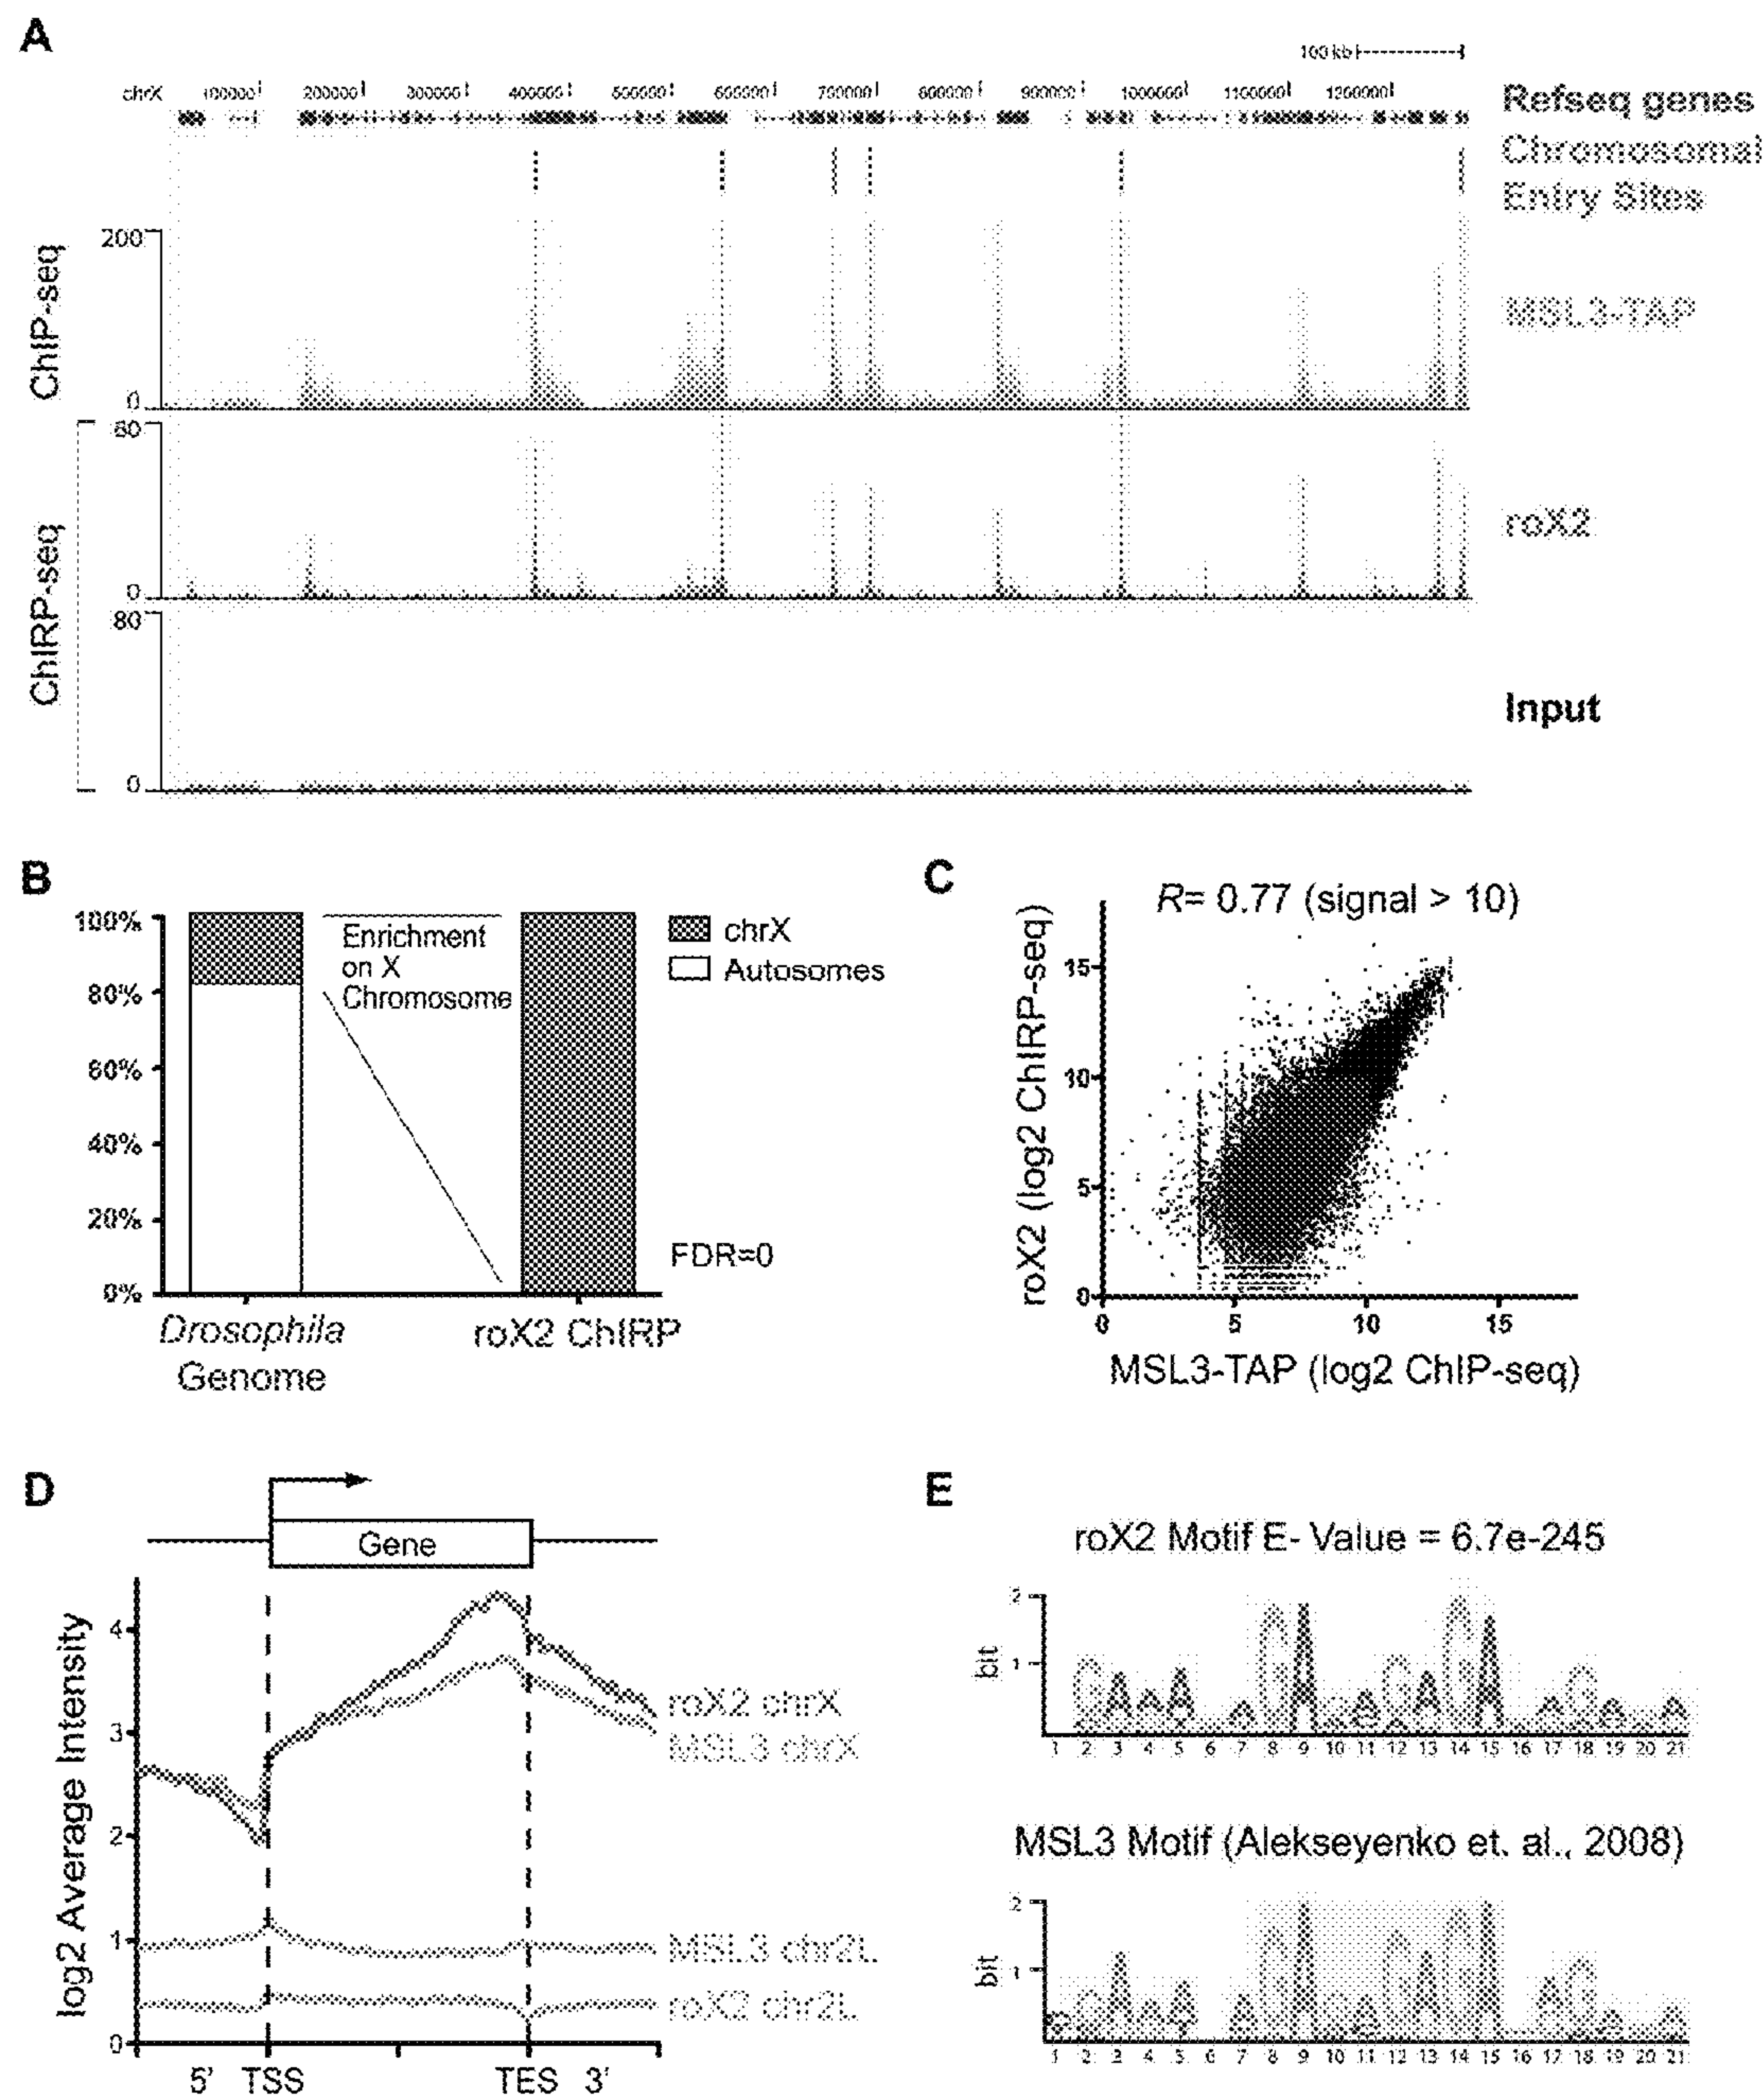 A
100 kb
chrX 100000 200000 300000 400000 500000 600000 700000 800000 900000 1000000 1100000 1200000
Refseq genes
Chromosomal
Entry Sites
ChIP-seq
200
0
MSL3-TAP
ChIRP-seq
80
0
roX2
80
0
Input
B
100%
80%
60%
40%
20%
0%
Enrichment
on X
Chromosome
chrX
Autosomes
FDR=0
Drosophila
Genome
roX2 ChIRP
C
R= 0.77 (signal > 10)
roX2 (log2 ChIRP-seq)
15
10
5
0
0 5 10 15
MSL3-TAP (log2 ChIP-seq)
D
Gene
log2 Average Intensity
4
3
2
1
0
roX2 chrX
MSL3 chrX
MSL3 chr2L
roX2 chr2L
5' TSS TES 3'
E
roX2 Motif E- Value = 6.7e-245
bit
2
1
1 2 3 4 5 6 7 8 9 10 11 12 13 14 15 16 17 18 19 20 21
MSL3 Motif (Alekseyenko et. al., 2008)
bit
2
1
1 2 3 4 5 6 7 8 9 10 11 12 13 14 15 16 17 18 19 20 21